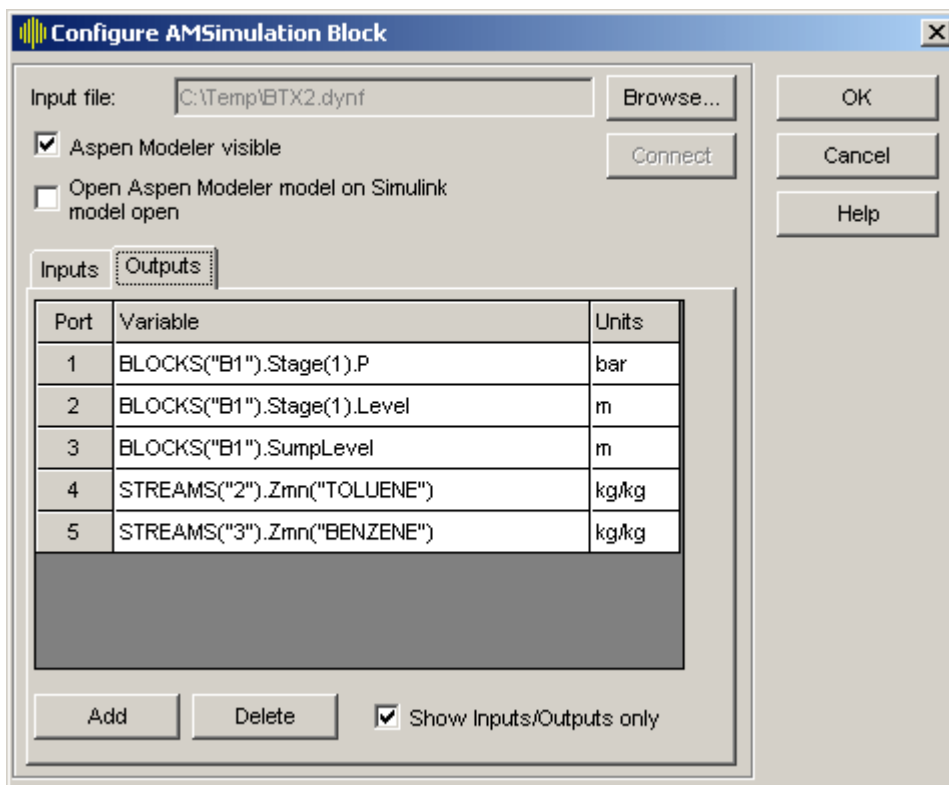 Configure AMSimulation Block
Input file: C:\Temp\BTX2.dynf Browse... OK
Aspen Modeler visible Connect Cancel
Open Aspen Modeler model on Simulink
model open
Help
Inputs Outputs
Port Variable Units
1 BLOCKS("B1").Stage(1).P bar
2 BLOCKS("B1").Stage(1).Level m
3 BLOCKS("B1").SumpLevel m
4 STREAMS("2").Zmn("TOLUENE") kg/kg
5 STREAMS("3").Zmn("BENZENE") kg/kg
Add Delete Show Inputs/Outputs only